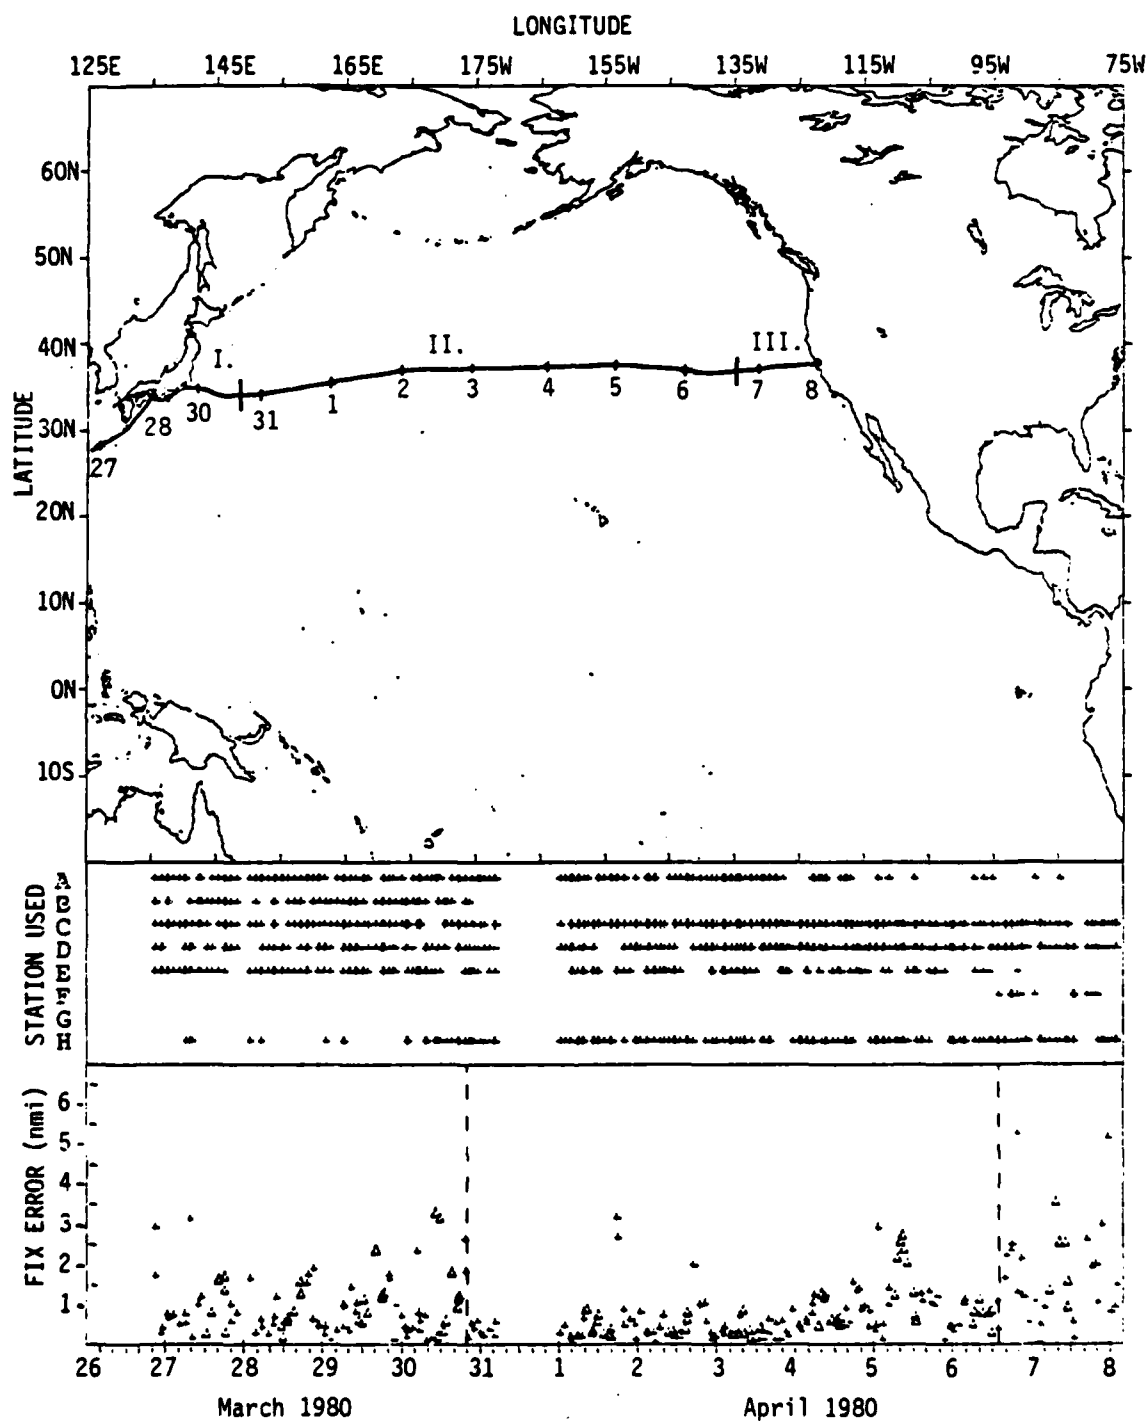 LONGITUDE
125E 145E 165E 175W 155W 135W 115W 95W 75W
LATITUDE
60N
50N
40N
30N
20N
10N
0N
10S
I. II. III.
27 28 30 31 1 2 3 4 5 6 7 8
STATION USED
A
B
C
D
E
F
G
H
FIX ERROR (nmi)
6
5
4
3
2
1
26 27 28 29 30 31 1 2 3 4 5 6 7 8
March 1980 April 1980